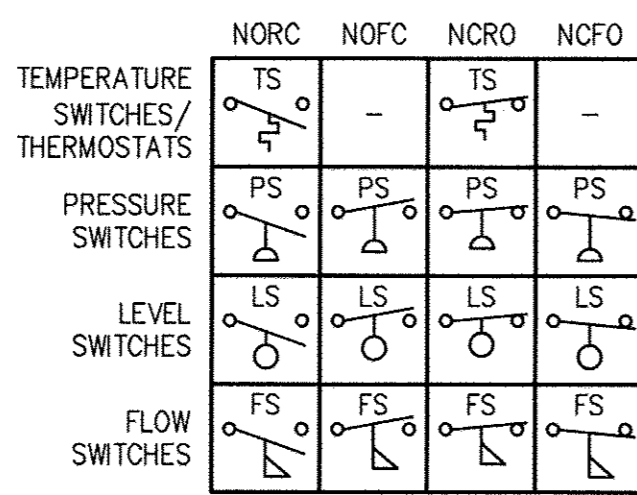 NORC NOFC NCRO NCFO
TEMPERATURE
SWITCHES/
THERMOSTATS
TS – TS –
PRESSURE
SWITCHES
PS PS PS PS
LEVEL
SWITCHES
LS LS LS LS
FLOW
SWITCHES
FS FS FS FS